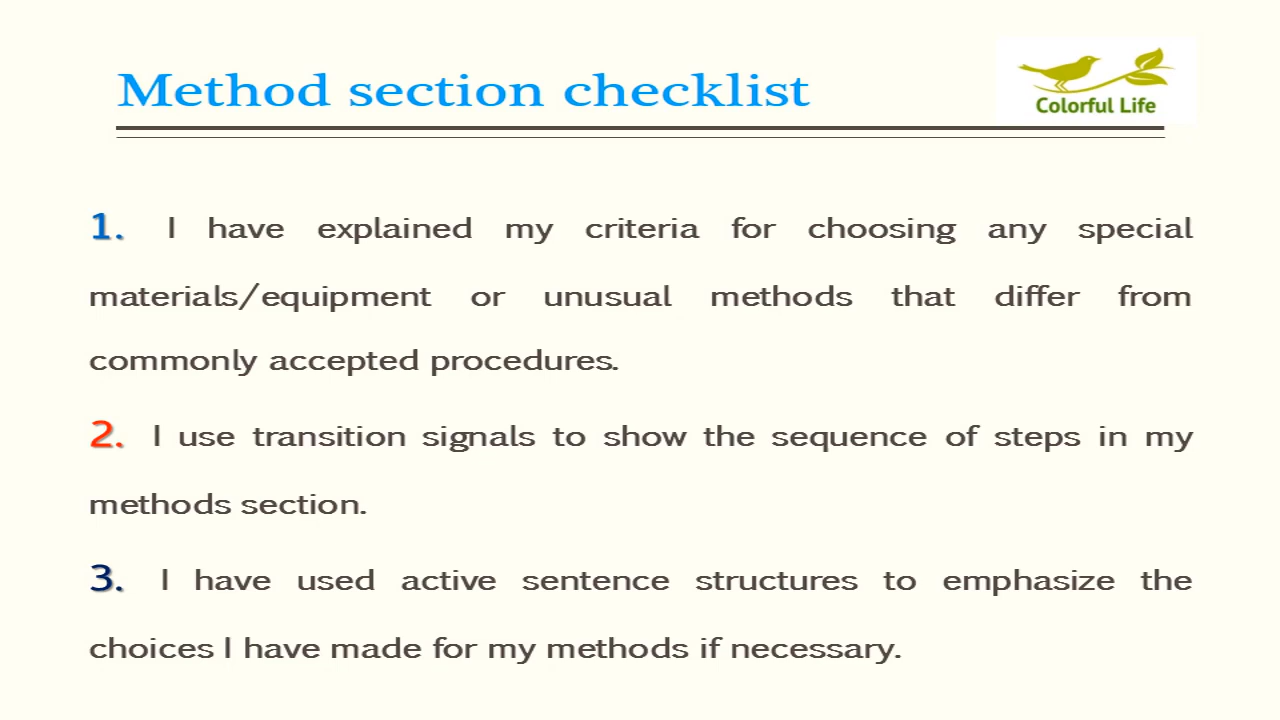 Method section checklist
Colorful Life
1. I have explained my criteria for choosing any special
materials/equipment or unusual methods that differ from
commonly accepted procedures.
2. I use transition signals to show the sequence of steps in my
methods section.
3. I have used active sentence structures to emphasize the
choices I have made for my methods if necessary.